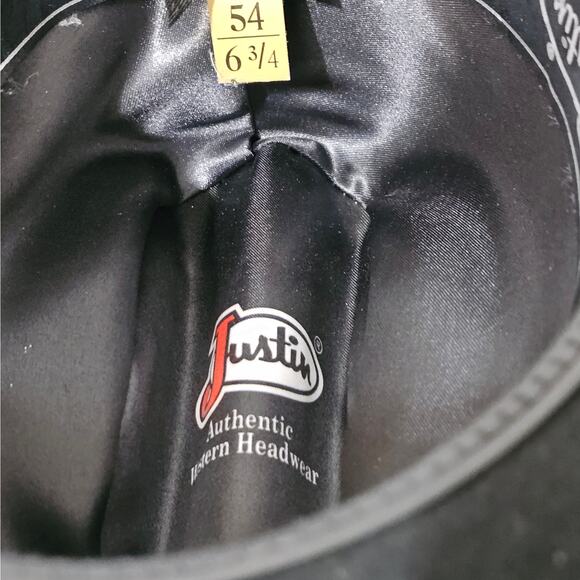 54
6 3/4
Justin®
Authentic
Western Headwear